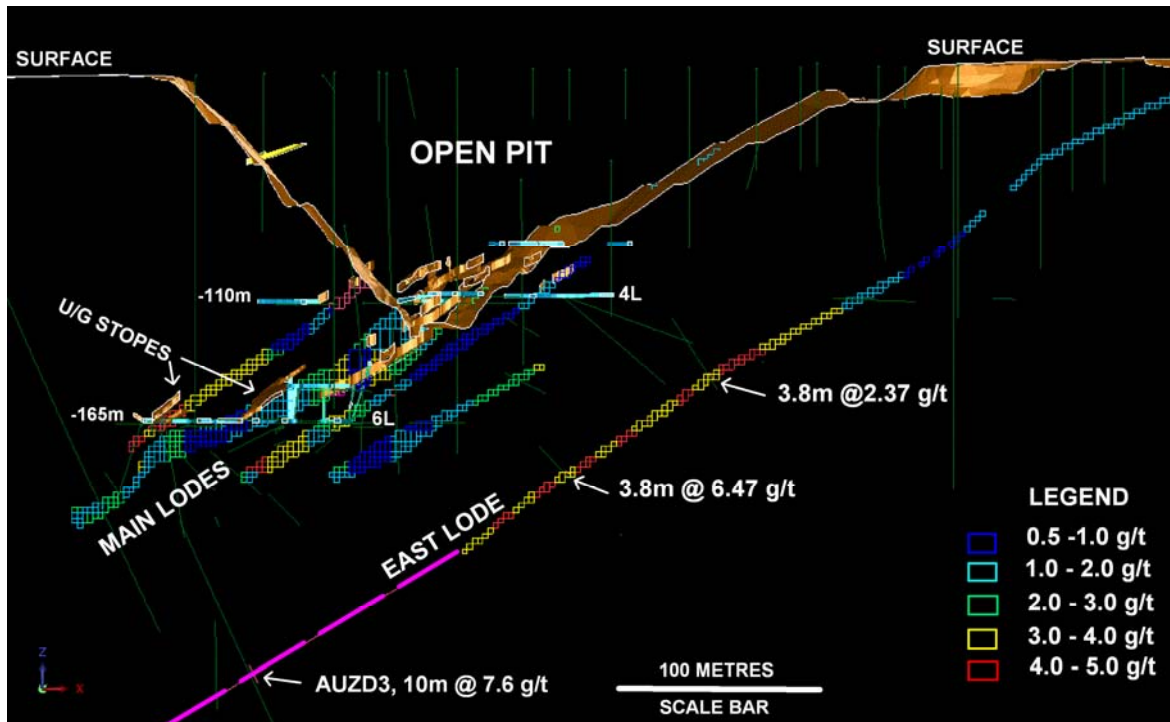 SURFACE
SURFACE
OPEN PIT
-110m
4L
U/G STOPES
-165m
6L
3.8m @2.37 g/t
MAIN LODES
3.8m @ 6.47 g/t
EAST LODE
LEGEND
0.5 -1.0 g/t
1.0 - 2.0 g/t
2.0 - 3.0 g/t
3.0 - 4.0 g/t
4.0 - 5.0 g/t
Z
X
AUZD3, 10m @ 7.6 g/t
100 METRES
SCALE BAR